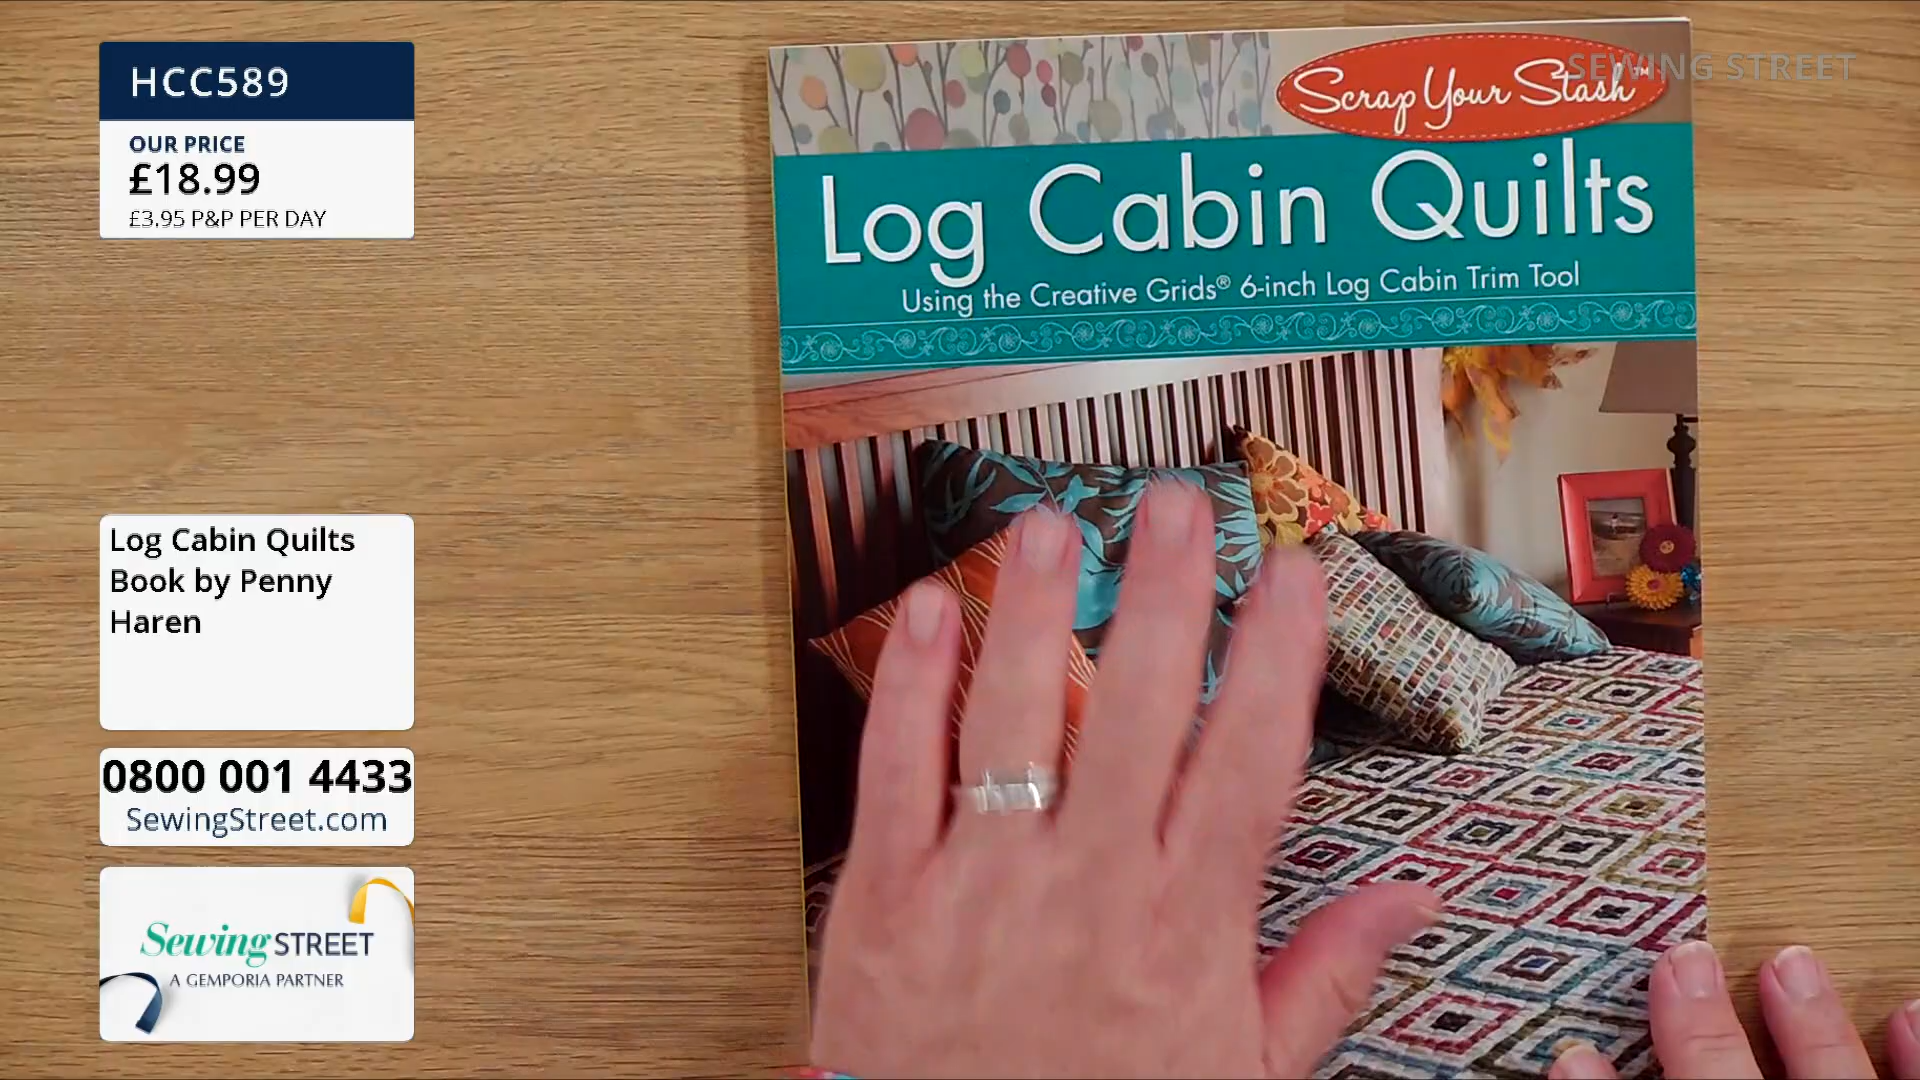 HCC589
OUR PRICE
£18.99
£3.95 P&P PER DAY
Log Cabin Quilts
Book by Penny
Haren
0800 001 4433
SewingStreet.com
Sewing STREET
A GEMPORIA PARTNER
SEWING STREET
Scrap Your Stash™
Log Cabin Quilts
Using the Creative Grids® 6-inch Log Cabin Trim Tool